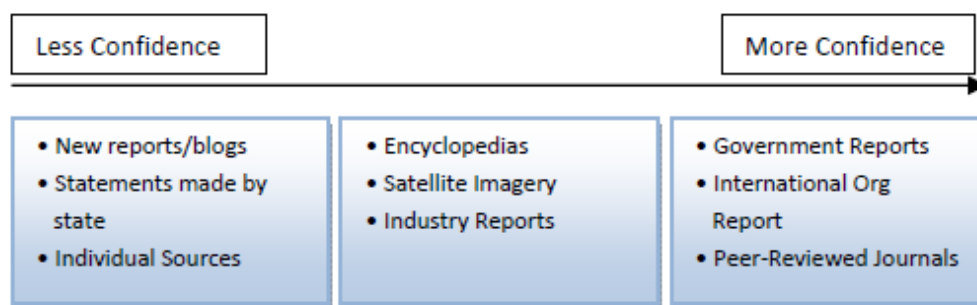 Less Confidence
More Confidence
• New reports/blogs
• Statements made by
state
• Individual Sources
• Encyclopedias
• Satellite Imagery
• Industry Reports
• Government Reports
• International Org
Report
• Peer-Reviewed Journals